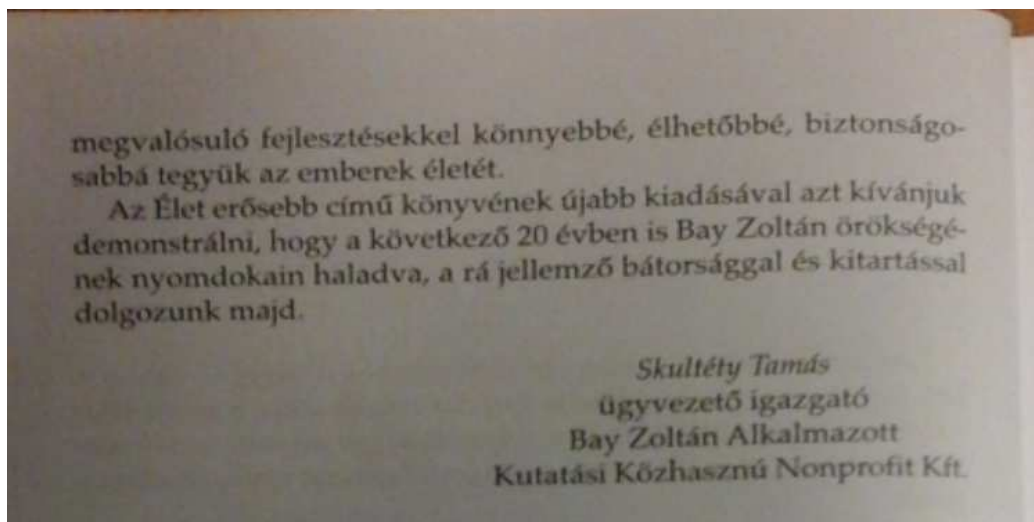 megvalósuló fejlesztésekkel könnyebbé, élhetőbbé, biztonságo-
sabbá tegyük az emberek életét.
Az Élet erősebb című könyvének újabb kiadásával azt kívánjuk
demonstrálni, hogy a következő 20 évben is Bay Zoltán örökségé-
nek nyomdokain haladva, a rá jellemző bátorsággal és kitartással
dolgozunk majd.
Skultéty Tamás
ügyvezető igazgató
Bay Zoltán Alkalmazott
Kutatási Közhasznú Nonprofit Kft.